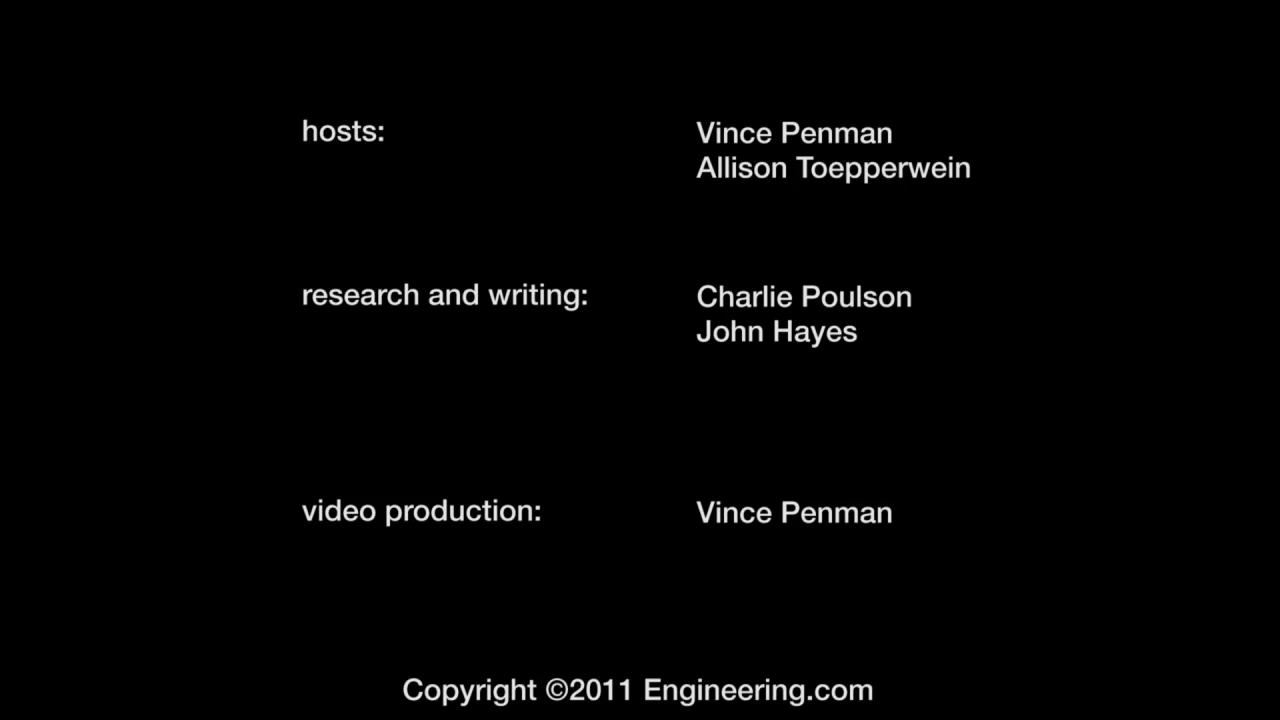 hosts: Vince Penman
Allison Toepperwein
research and writing: Charlie Poulson
John Hayes
video production: Vince Penman
Copyright ©2011 Engineering.com